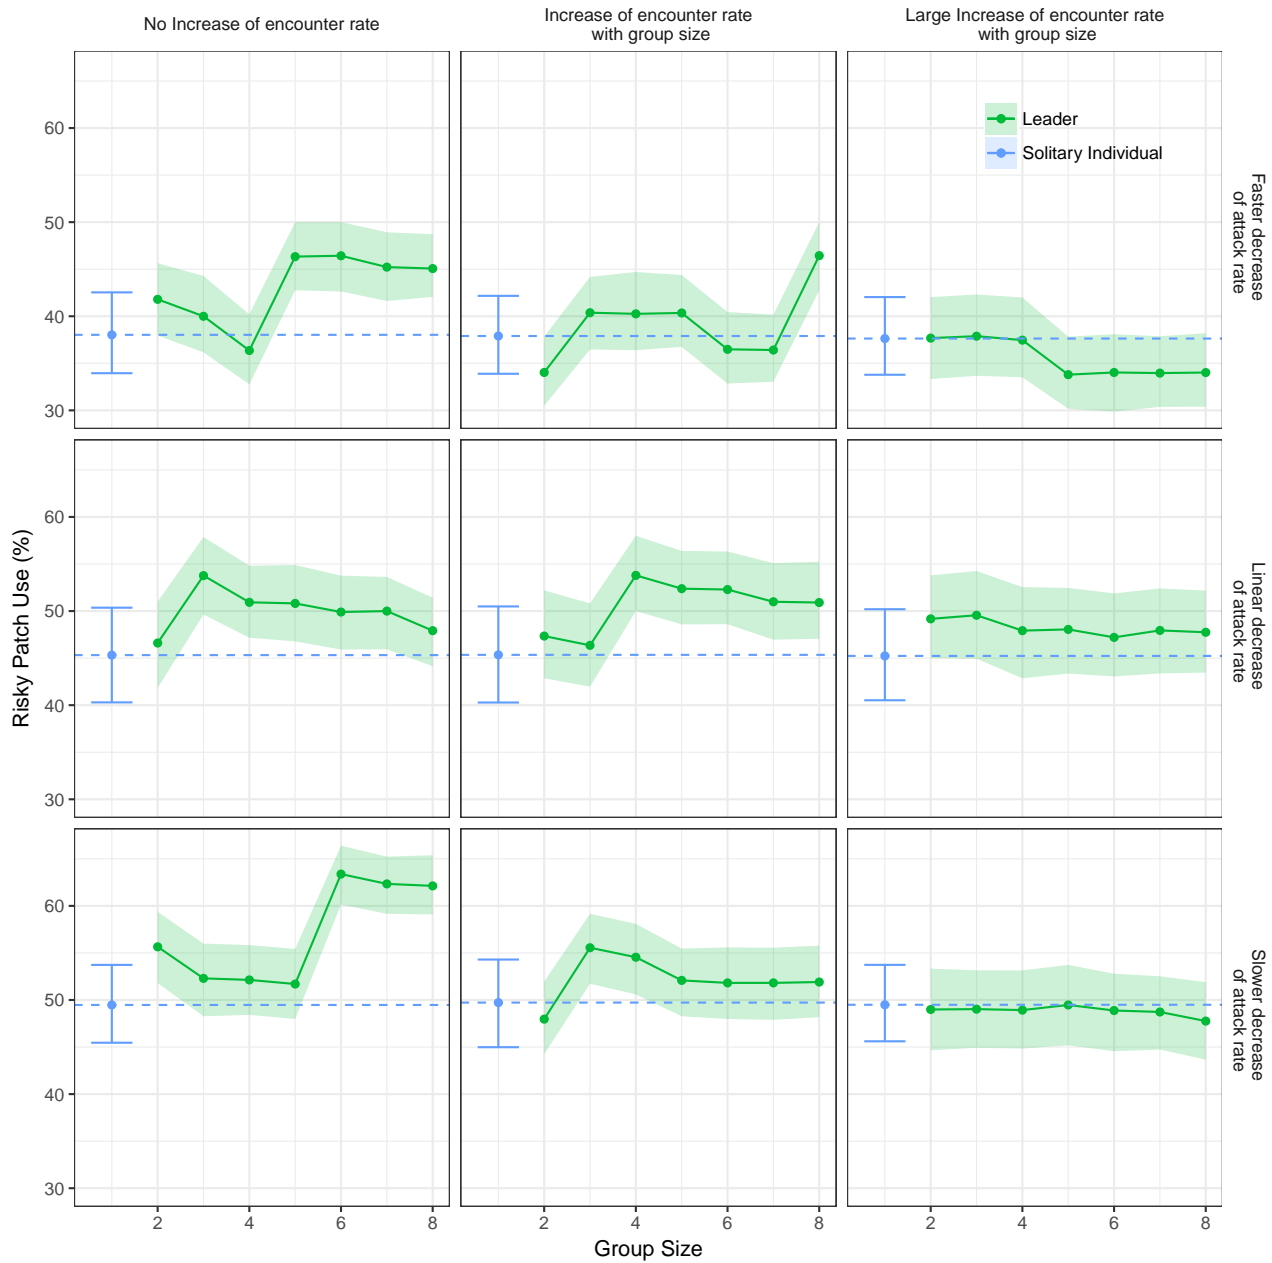 No Increase of encounter rate
Increase of encounter rate
with group size
Large Increase of encounter rate
with group size
Leader
Solitary Individual
60
50
40
30
Faster decrease
of attack rate
60
50
40
30
Linear decrease
of attack rate
60
50
40
30
Slower decrease
of attack rate
Risky Patch Use (%)
2 4 6 8
2 4 6 8
2 4 6 8
Group Size